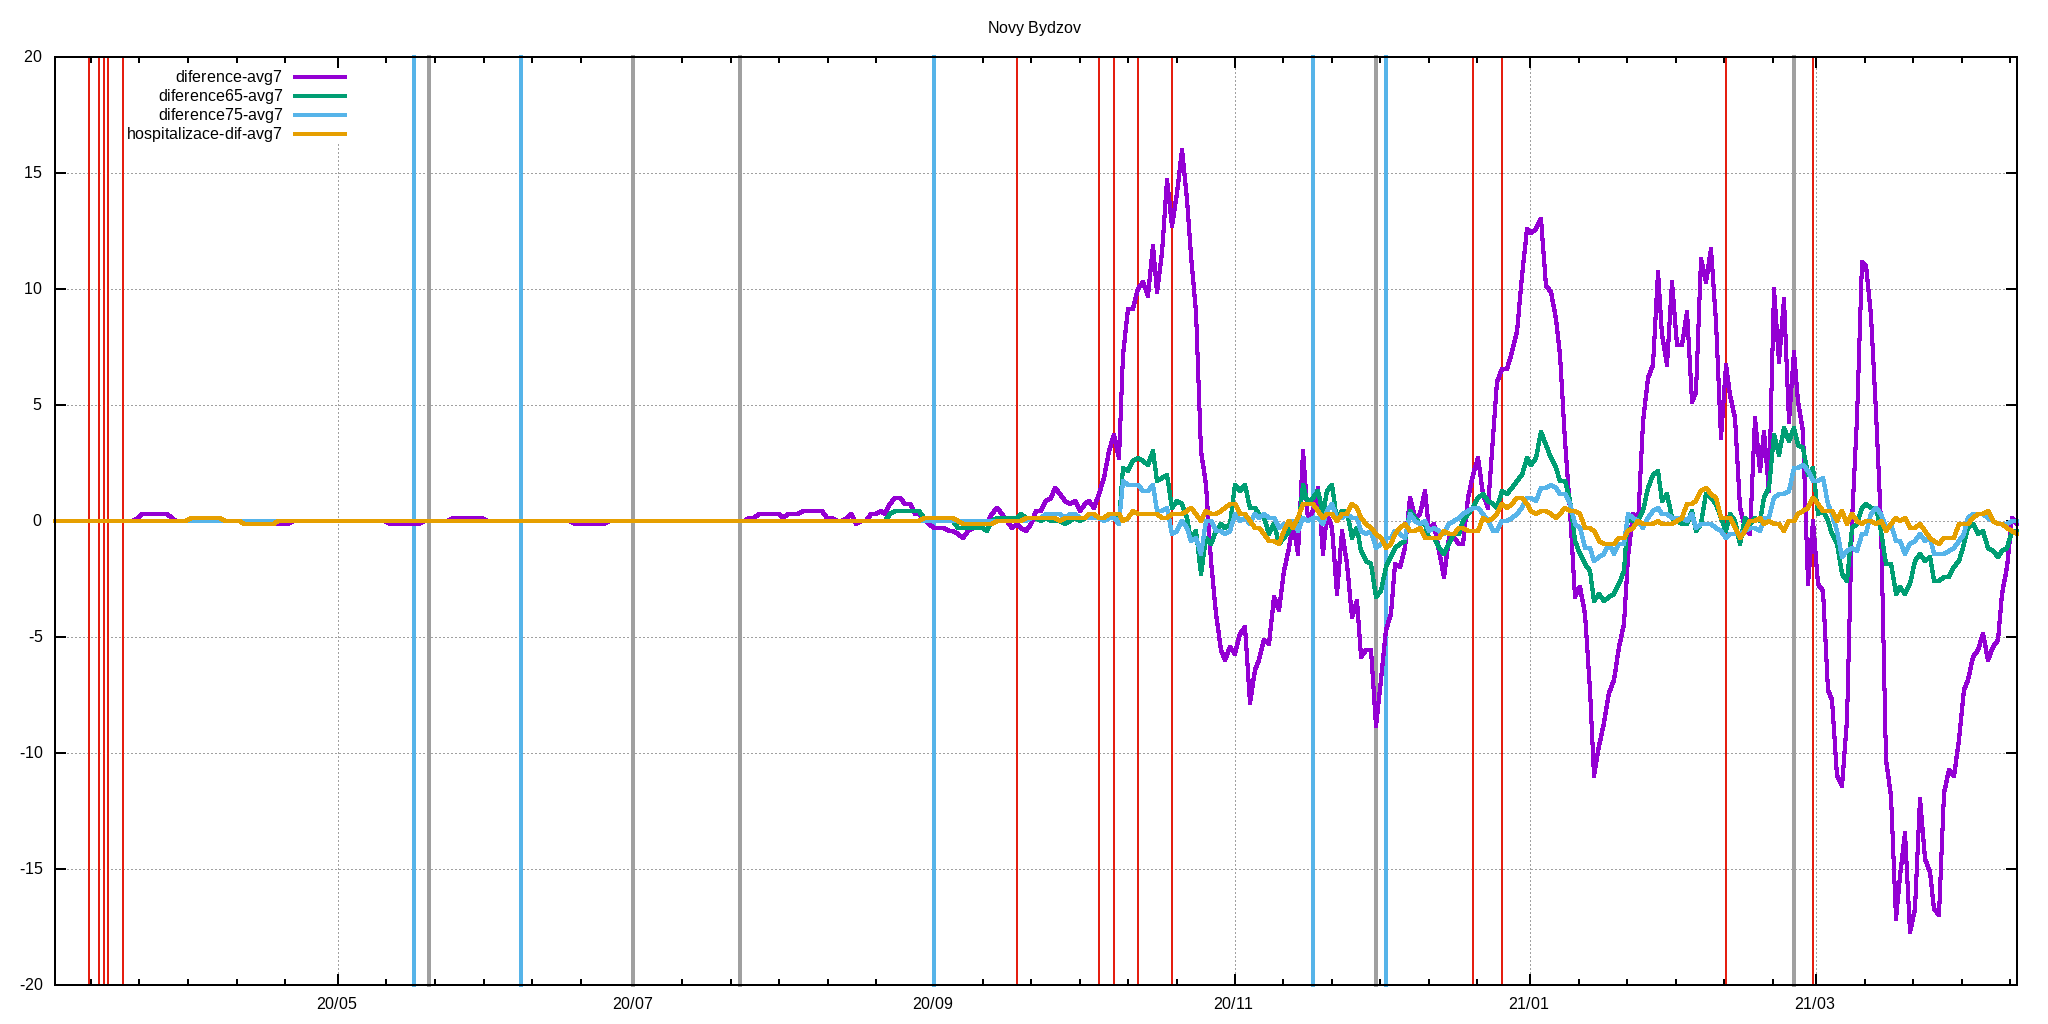 Novy Bydzov
20
15
10
5
0
-5
-10
-15
-20
diference-avg7
diference65-avg7
diference75-avg7
hospitalizace-dif-avg7
20/05 20/07 20/09 20/11 21/01 21/03